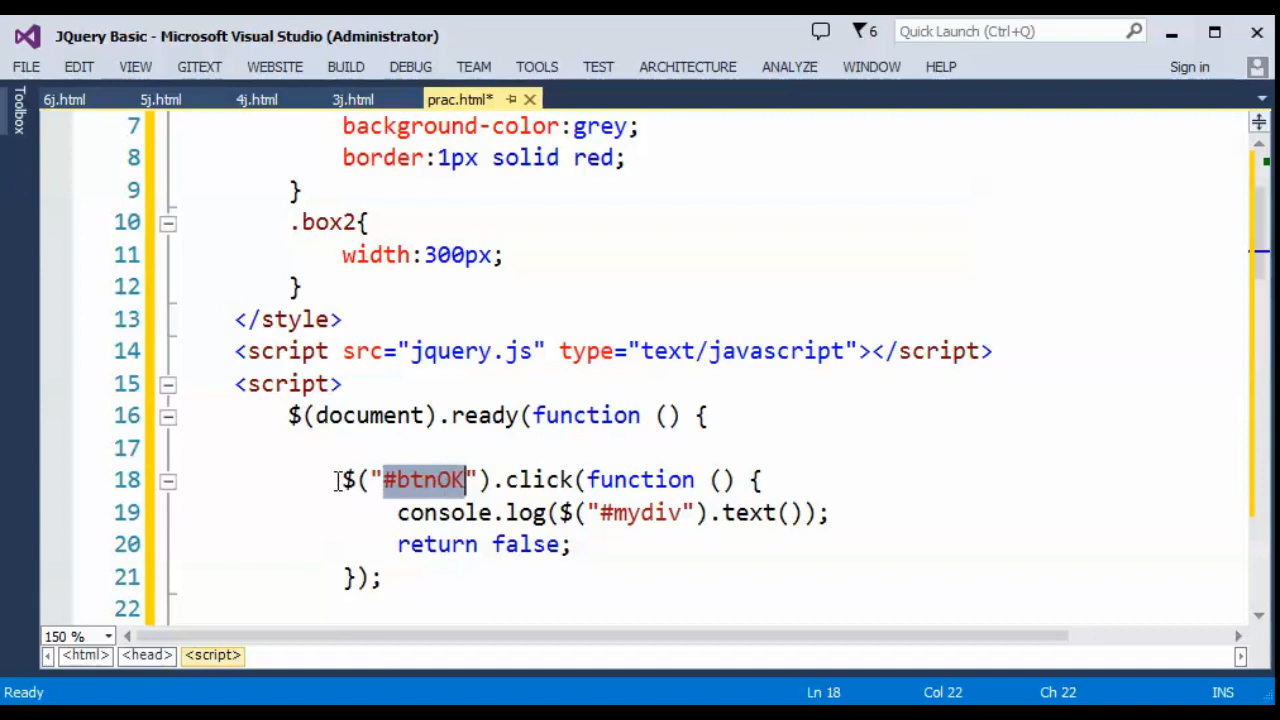 JQuery Basic - Microsoft Visual Studio (Administrator)
6
Quick Launch (Ctrl+Q)
FILE EDIT VIEW GITEXT WEBSITE BUILD DEBUG TEAM TOOLS TEST ARCHITECTURE ANALYZE WINDOW HELP Sign in
Toolbox
6j.html 5j.html 4j.html 3j.html prac.html*
7 background-color:grey;
8 border:1px solid red;
9 }
10 .box2{
11 width:300px;
12 }
13 </style>
14 <script src="jquery.js" type="text/javascript"></script>
15 <script>
16 $(document).ready(function () {
17
18 $("#btnOK").click(function () {
19 console.log($("#mydiv").text());
20 return false;
21 });
22
150 %
<html> <head> <script>
Ready Ln 18 Col 22 Ch 22 INS